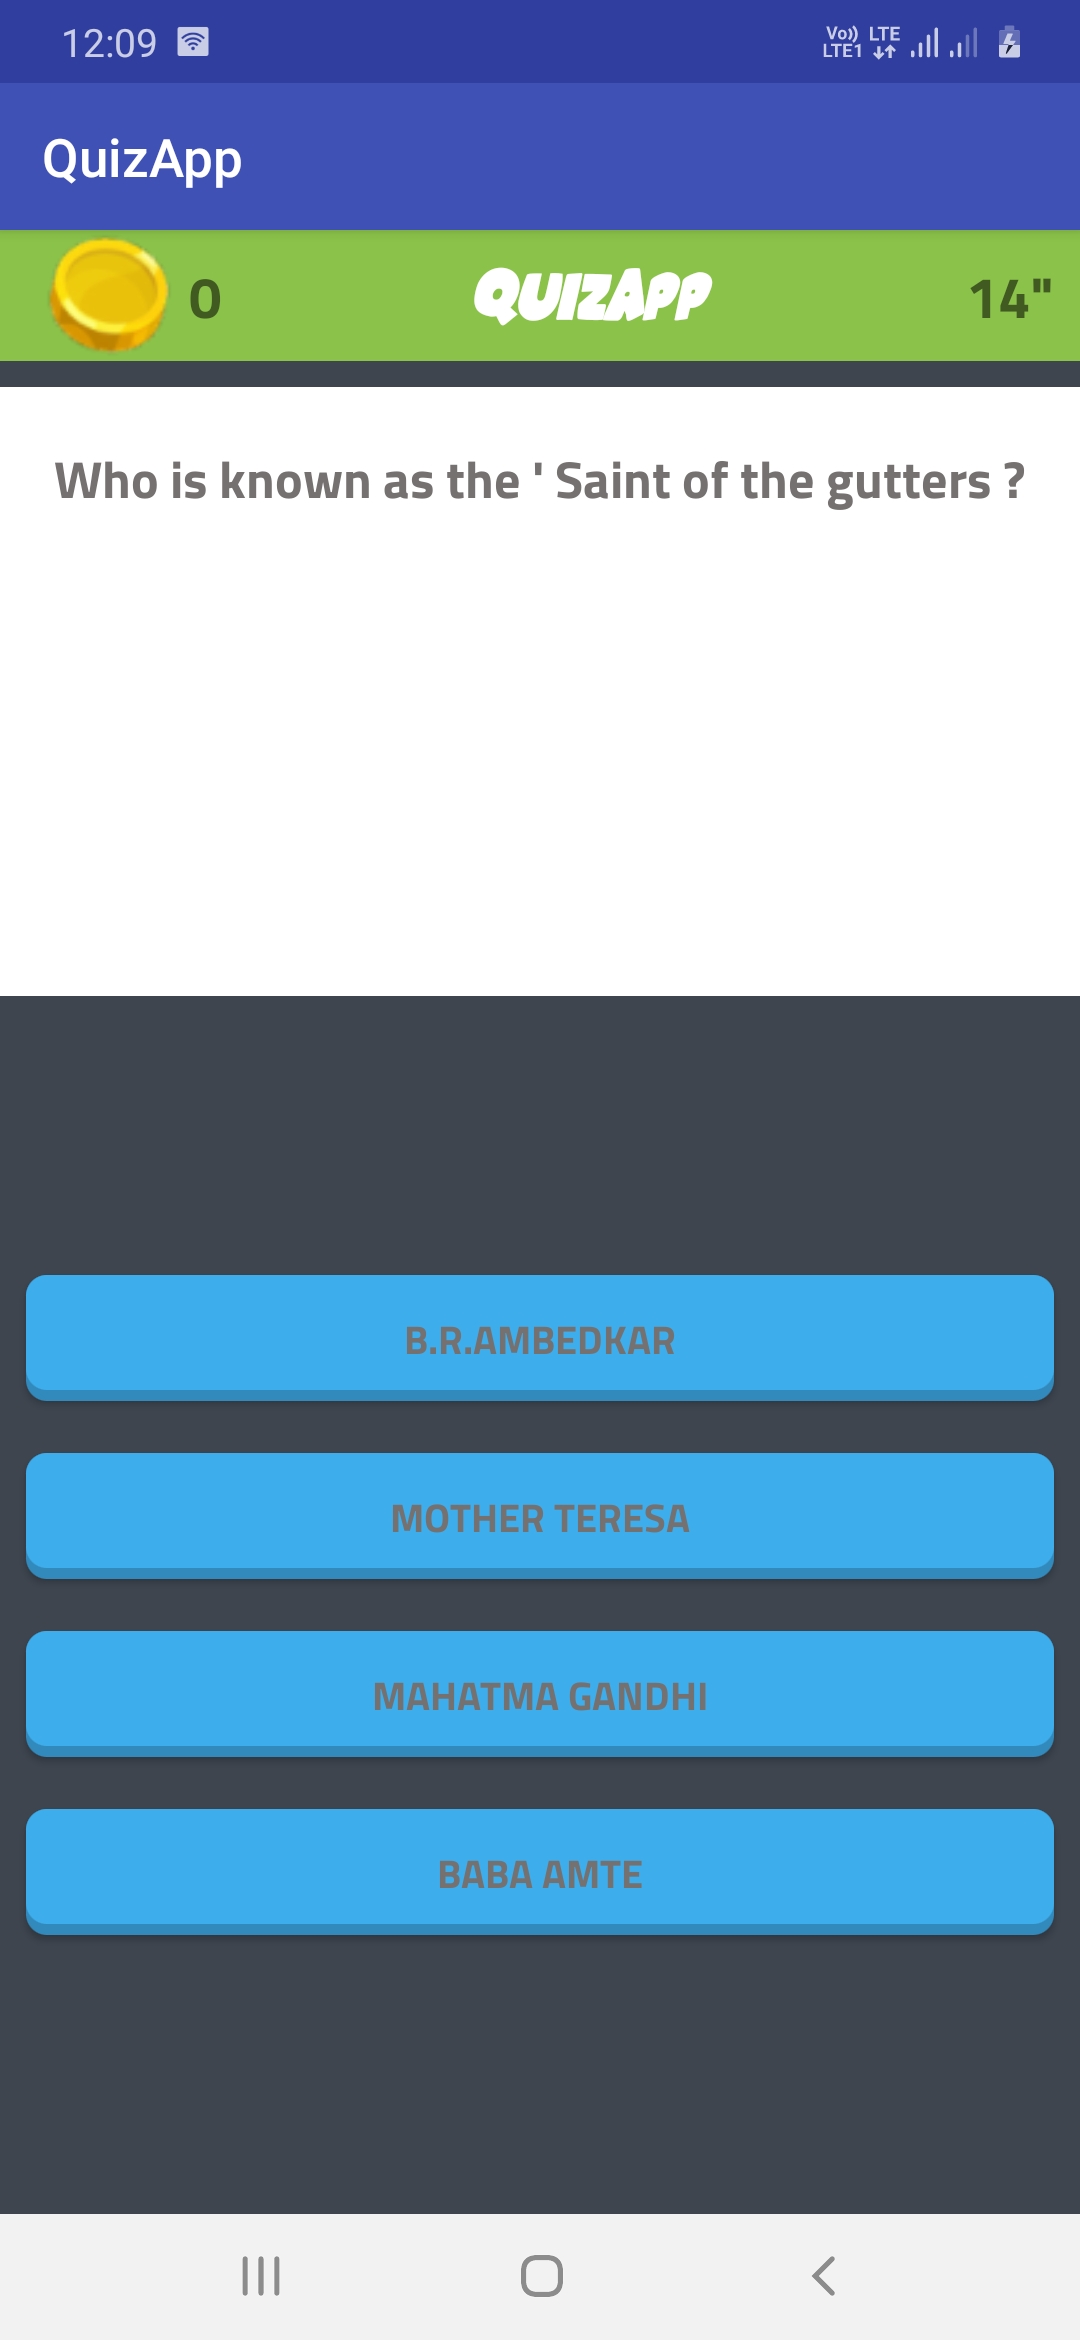 12:09
Vo)) LTE
LTE1
QuizApp
0 QUIZAPP 14"
Who is known as the ' Saint of the gutters ?
B.R.AMBEDKAR
MOTHER TERESA
MAHATMA GANDHI
BABA AMTE